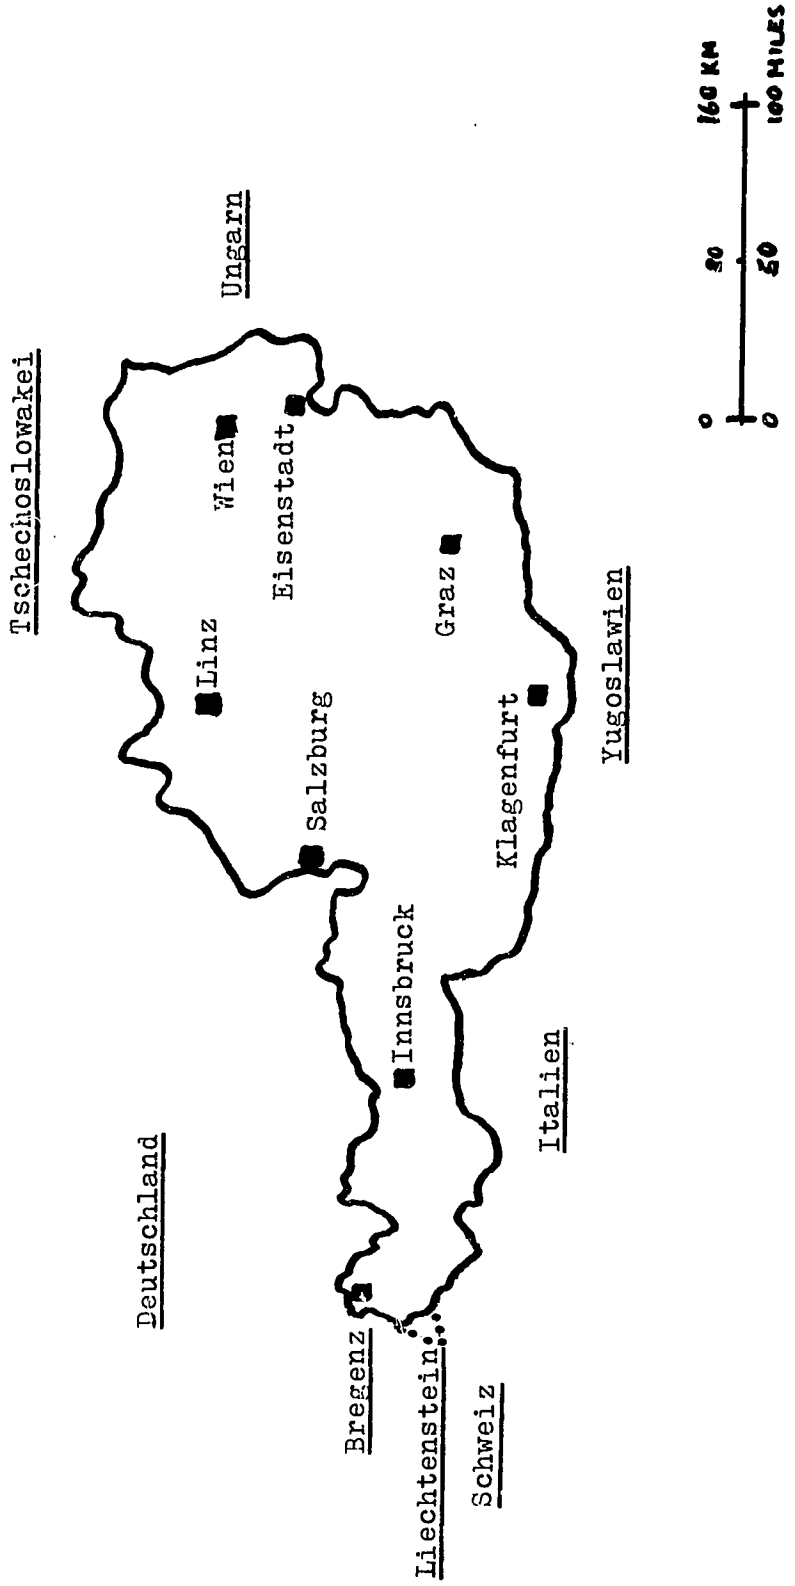 Tschechoslowakei
Deutschland
Ungarn
Wien
Linz
Eisenstadt
Salzburg
Bregenz
Innsbruck
Liechtenstein
Graz
Schweiz
Klagenfurt
Italien
Yugoslawien
0 80 160 KM
0 50 100 MILES